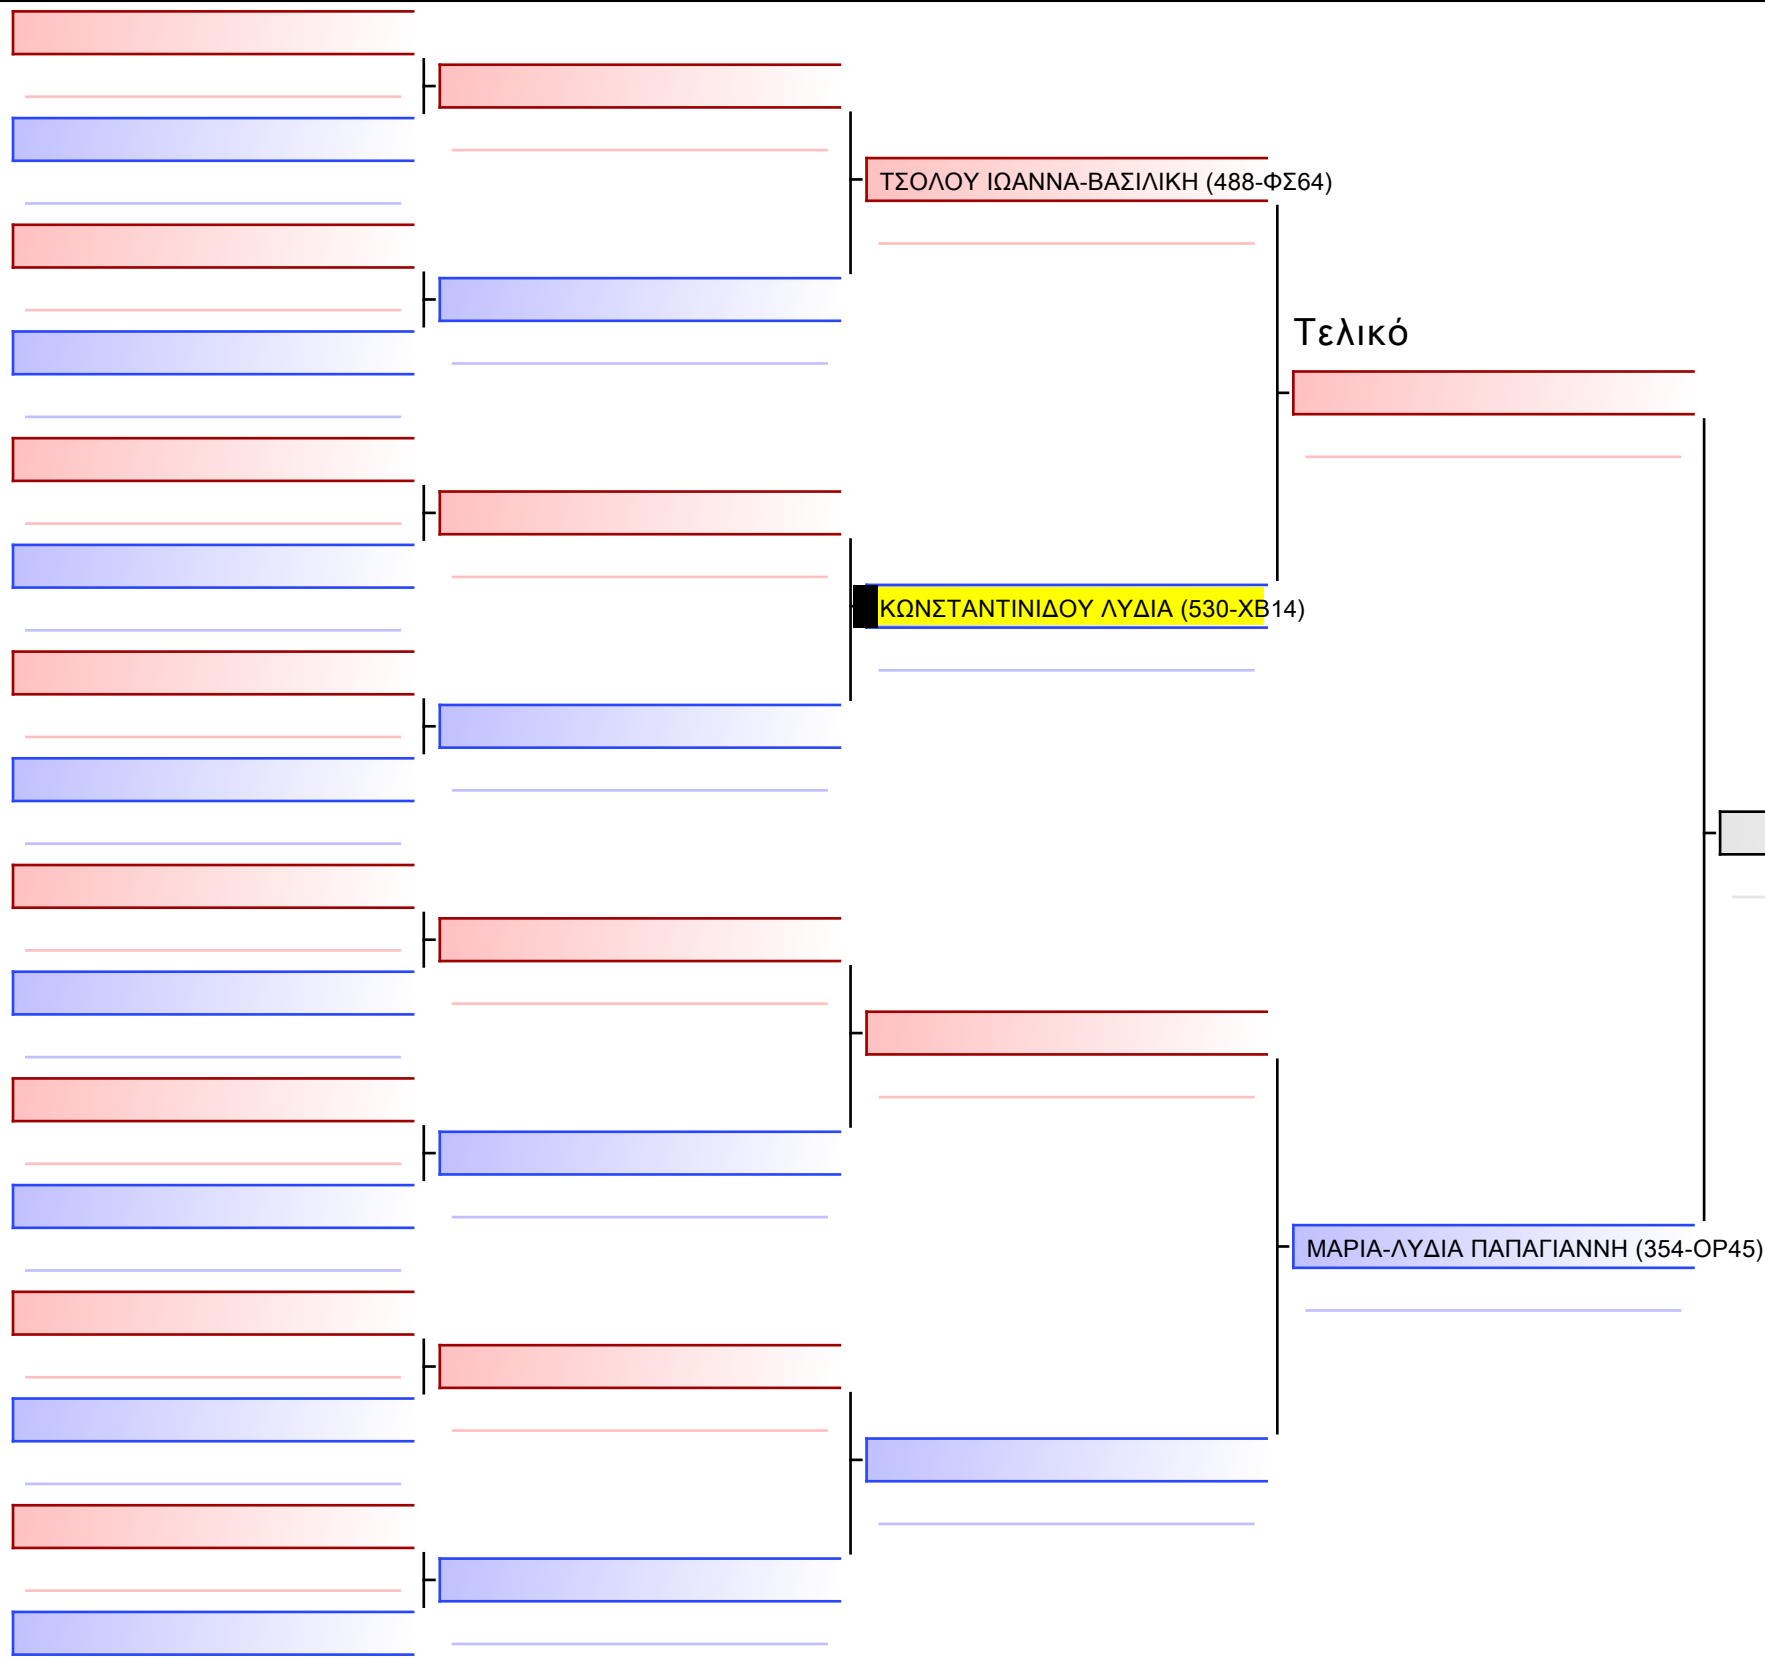 ΤΣΟΛΟΥ ΙΩΑΝΝΑ-ΒΑΣΙΛΙΚΗ (488-ΦΣ64)
Τελικό
ΚΩΝΣΤΑΝΤΙΝΙΔΟΥ ΛΥΔΙΑ (530-ΧΒ14)
ΜΑΡΙΑ-ΛΥΔΙΑ ΠΑΠΑΓΙΑΝΝΗ (354-ΟΡ45)